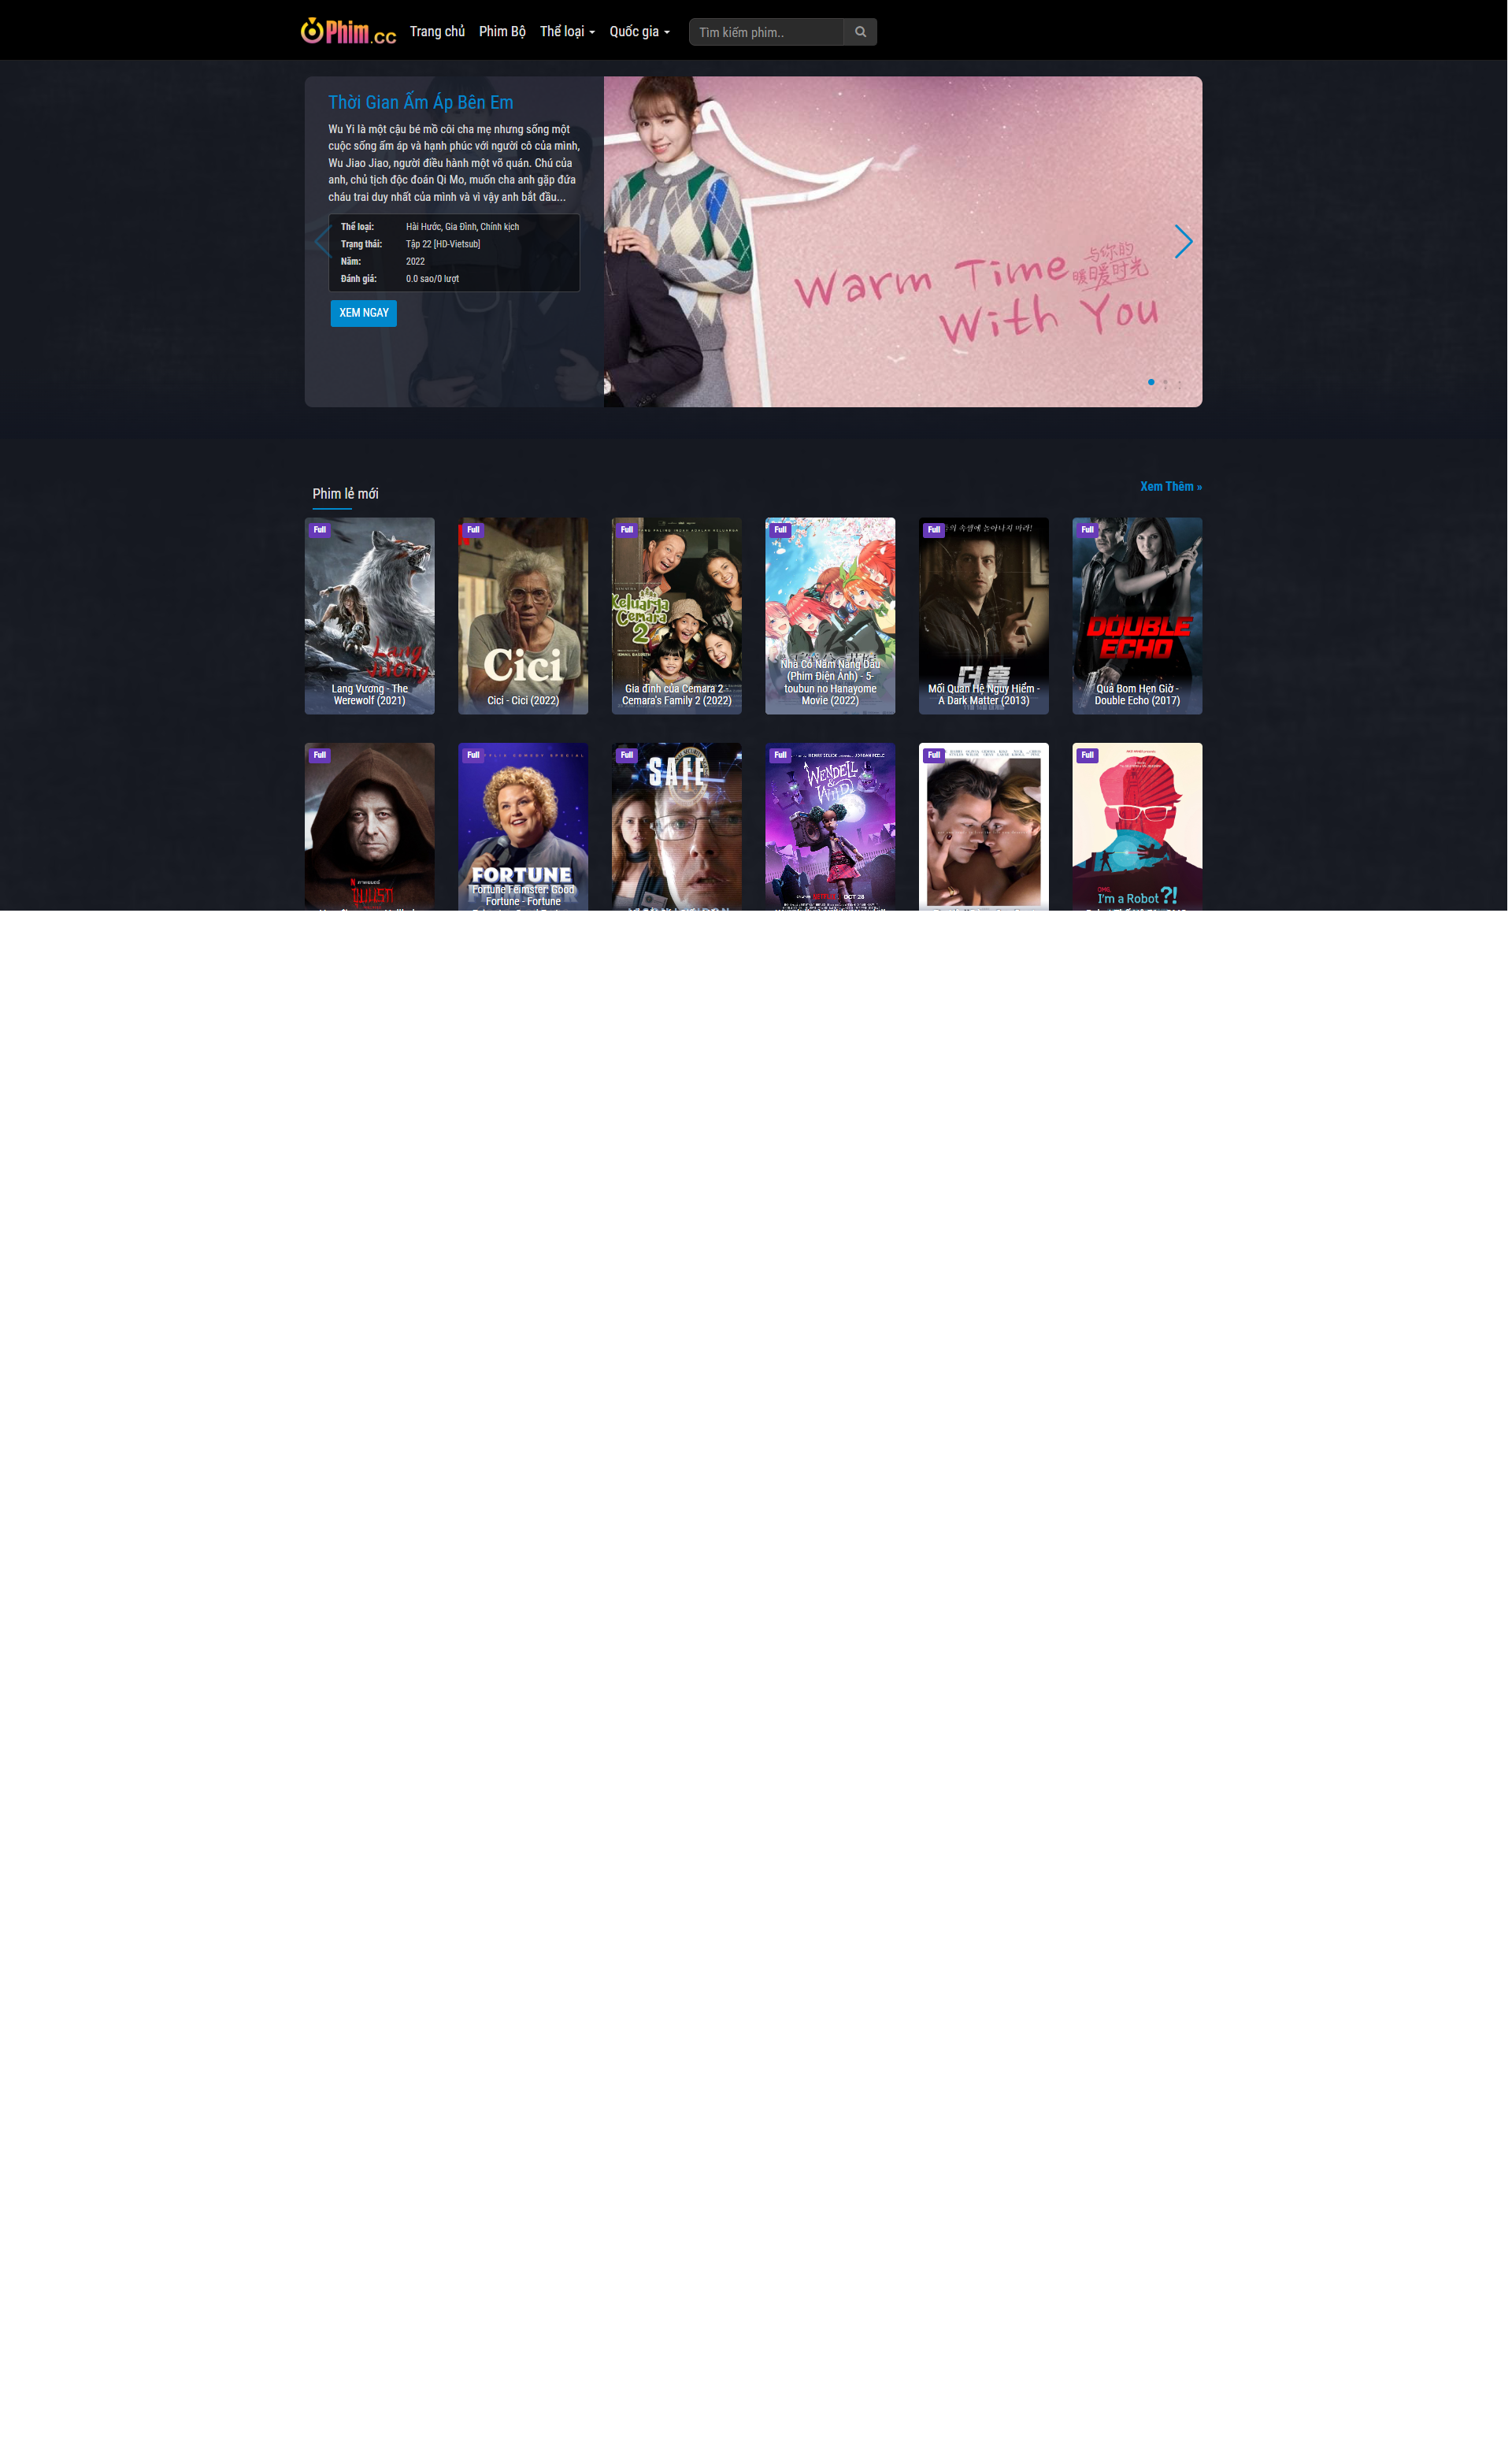 Phim.cc
Trang chủ
Phim Bộ
Thể loại
Quốc gia
Tìm kiếm phim..
Thời Gian Ấm Áp Bên Em
Wu Yi là một cậu bé mồ côi cha mẹ nhưng sống một
cuộc sống ấm áp và hạnh phúc với người cô của mình,
Wu Jiao Jiao, người điều hành một võ quán. Chú của
anh, chủ tịch độc đoán Qi Mo, muốn cha anh gặp đứa
cháu trai duy nhất của mình và vì vậy anh bắt đầu...
Thể loại: Hài Hước, Gia Đình, Chính kịch
Trạng thái: Tập 22 [HD-Vietsub]
Năm: 2022
Đánh giá: 0.0 sao/0 lượt
XEM NGAY
与你的
暖暖时光
Warm Time
With You
Phim lẻ mới
Xem Thêm »
Full
Lang
Vương
Lang Vương - The
Werewolf (2021)
Full
Cici
Cici - Cici (2022)
Full
Keluarga
Cemara
2
Gia đình của Cemara 2 -
Cemara's Family 2 (2022)
Full
Nhà Có Năm Nàng Dâu
(Phim Điện Ảnh) - 5-
toubun no Hanayome
Movie (2022)
Full
더 홈
Mối Quan Hệ Nguy Hiểm -
A Dark Matter (2013)
Full
DOUBLE
ECHO
Quả Bom Hẹn Giờ -
Double Echo (2017)
Full
Full
FORTUNE
Fortune Feimster: Good
Fortune - Fortune
Full
SAFE
Full
WENDELL
& WILD
NETFLIX OCT 28
Full
Full
OMG,
I'm a Robot ?!